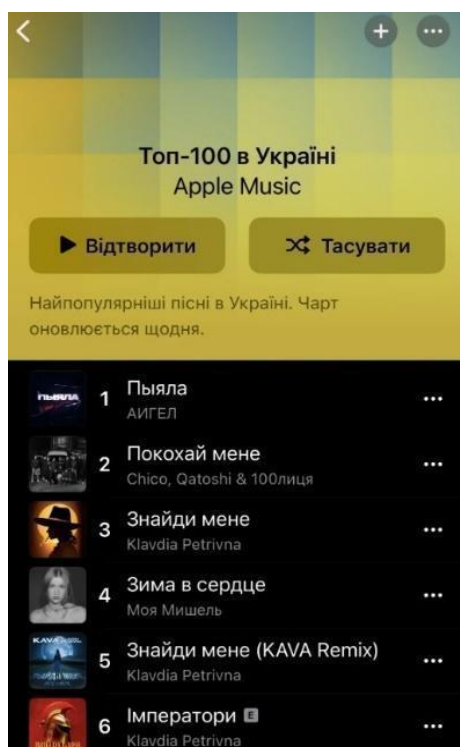 Топ-100 в Україні
Apple Music
Відтворити
Тасувати
Найпопулярніші пісні в Україні. Чарт
оновлюється щодня.
ПЫЯЛА
1
Пыяла
АИГЕЛ
2
Покохай мене
Chico, Qatoshi & 100лиця
3
Знайди мене
Klavdia Petrivna
4
Зима в сердце
Моя Мишель
KAVA
5
Знайди мене (KAVA Remix)
Klavdia Petrivna
6
Імператори E
Klavdia Petrivna